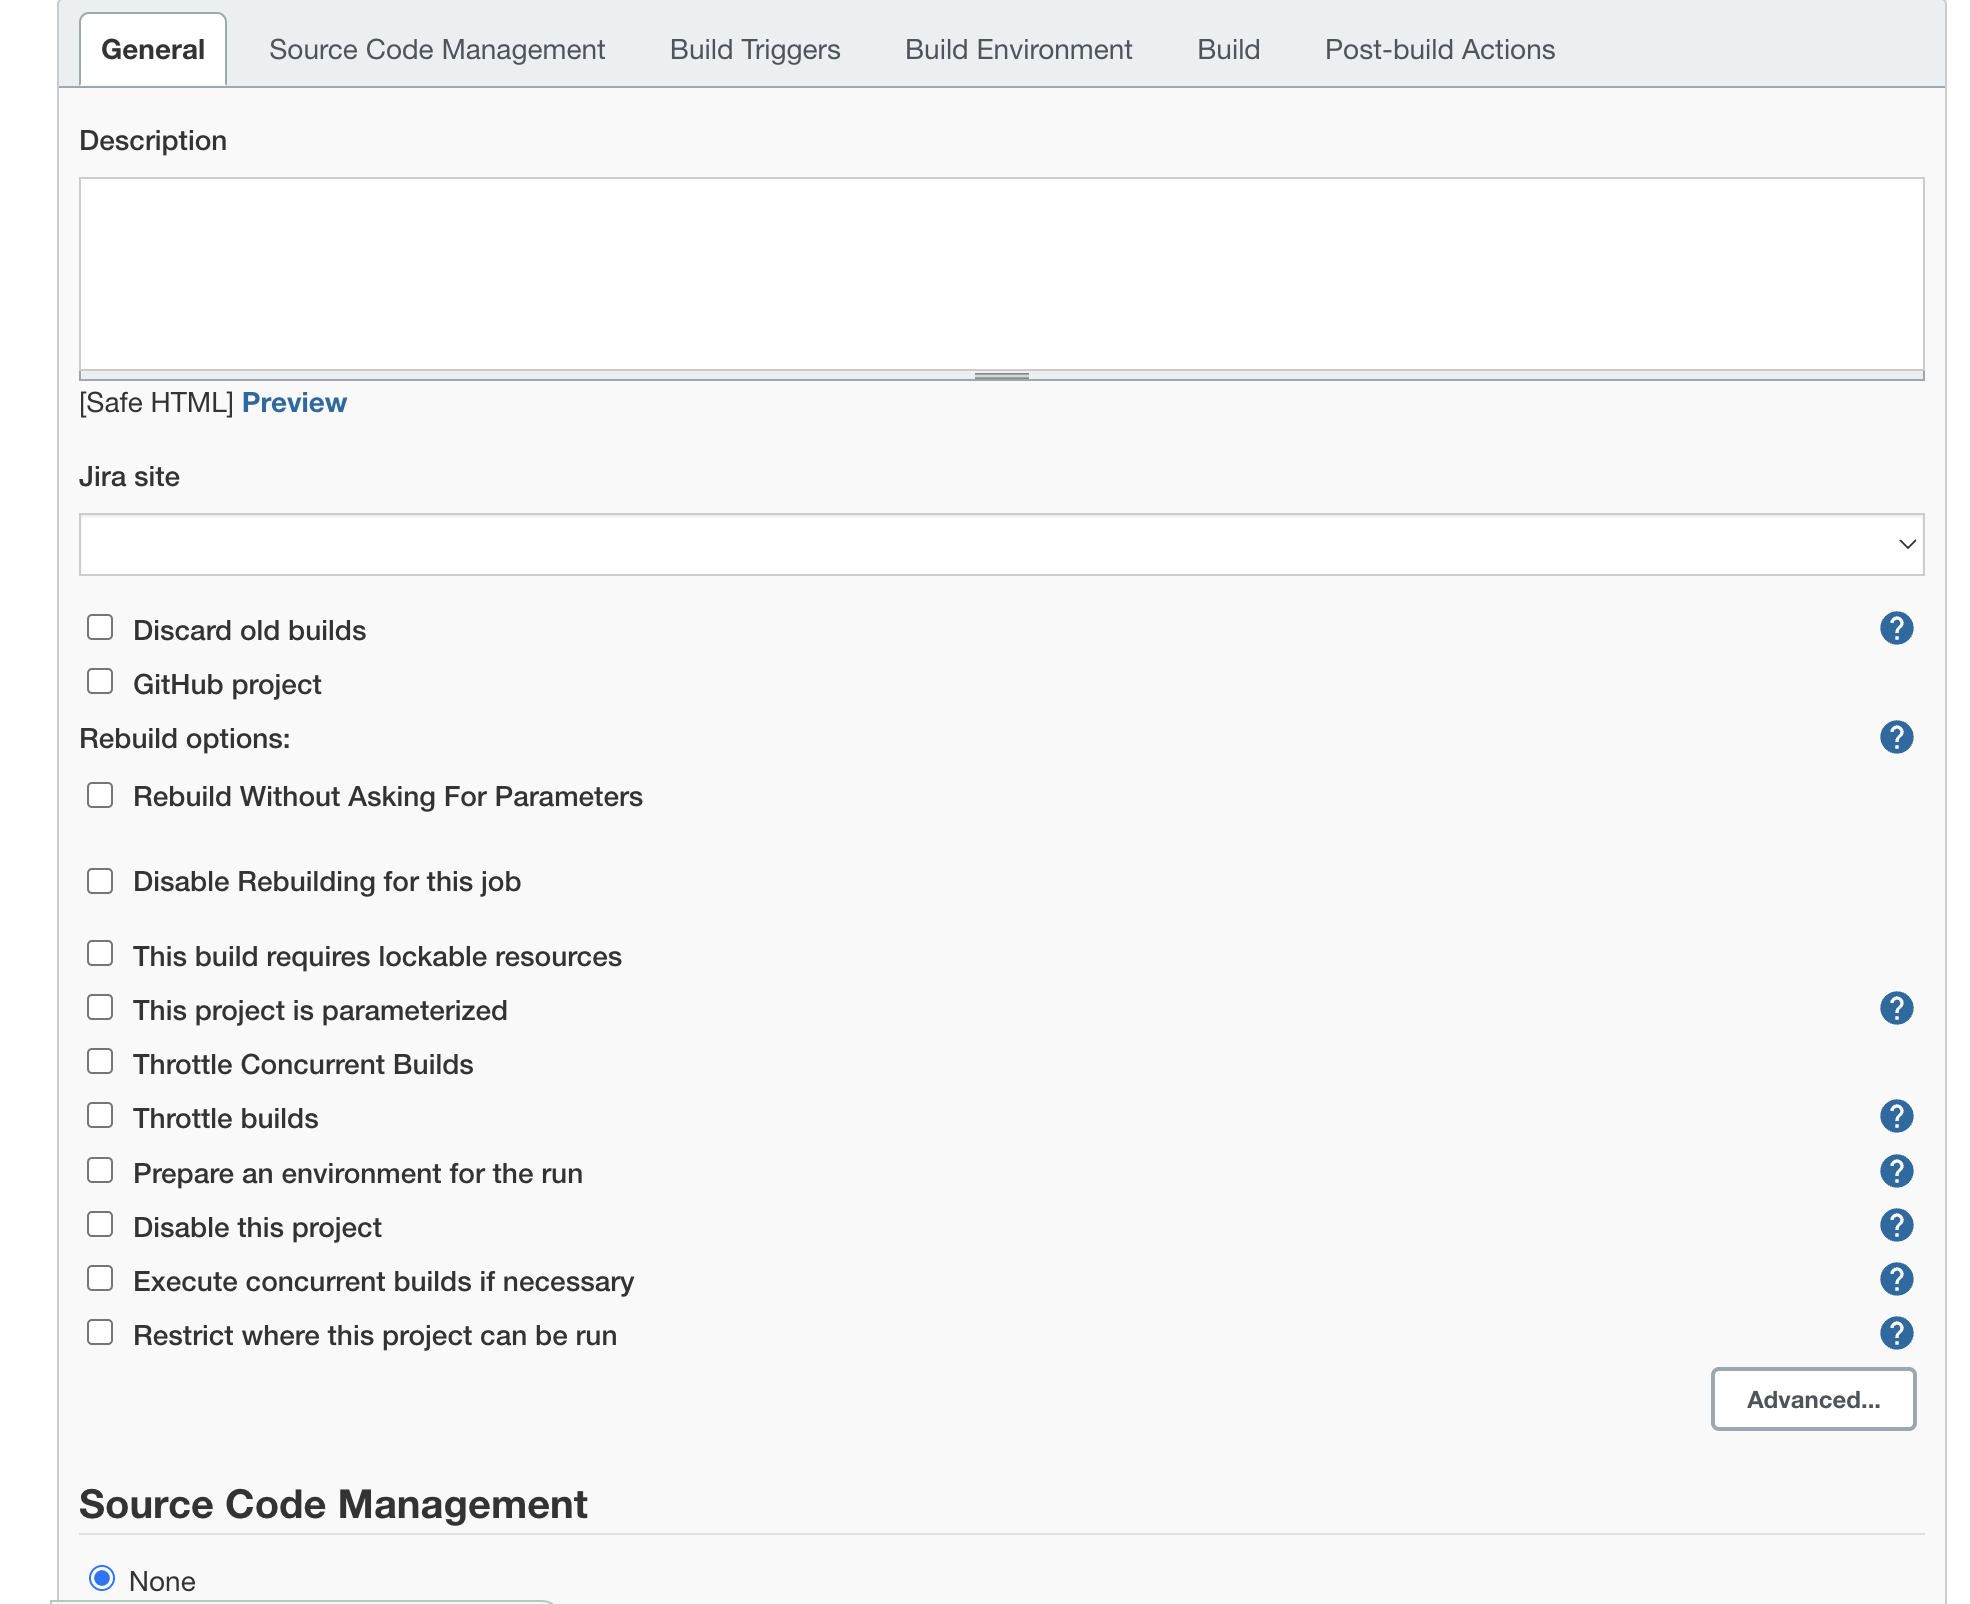 General Source Code Management Build Triggers Build Environment Build Post-build Actions
Description
[Safe HTML] Preview
Jira site
Discard old builds ?
GitHub project
Rebuild options: ?
Rebuild Without Asking For Parameters
Disable Rebuilding for this job
This build requires lockable resources
This project is parameterized ?
Throttle Concurrent Builds
Throttle builds ?
Prepare an environment for the run ?
Disable this project ?
Execute concurrent builds if necessary ?
Restrict where this project can be run ?
Advanced...
Source Code Management
None